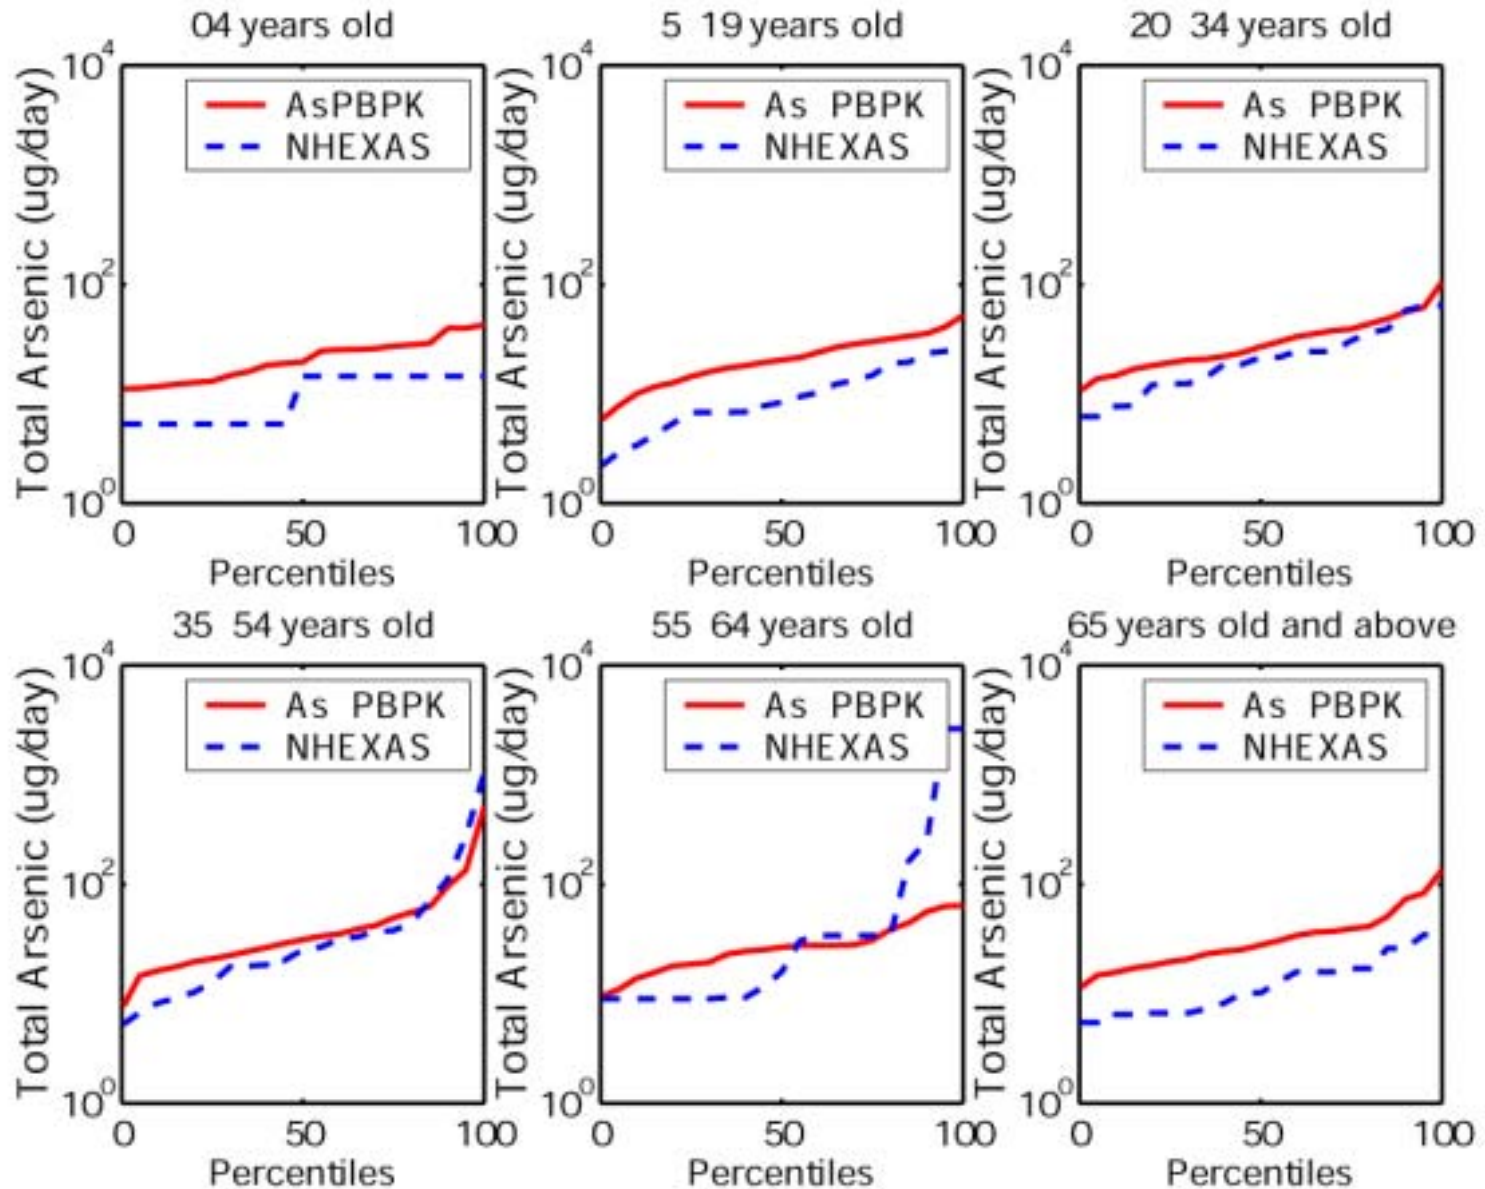 04 years old
Total Arsenic (ug/day)
10^4
10^2
10^0
AsPBPK
NHEXAS
0 50 100
Percentiles
5 19 years old
Total Arsenic (ug/day)
10^4
10^2
10^0
As PBPK
NHEXAS
0 50 100
Percentiles
20 34 years old
Total Arsenic (ug/day)
10^4
10^2
10^0
As PBPK
NHEXAS
0 50 100
Percentiles
35 54 years old
Total Arsenic (ug/day)
10^4
10^2
10^0
As PBPK
NHEXAS
0 50 100
Percentiles
55 64 years old
Total Arsenic (ug/day)
10^4
10^2
10^0
As PBPK
NHEXAS
0 50 100
Percentiles
65 years old and above
Total Arsenic (ug/day)
10^4
10^2
10^0
As PBPK
NHEXAS
0 50 100
Percentiles